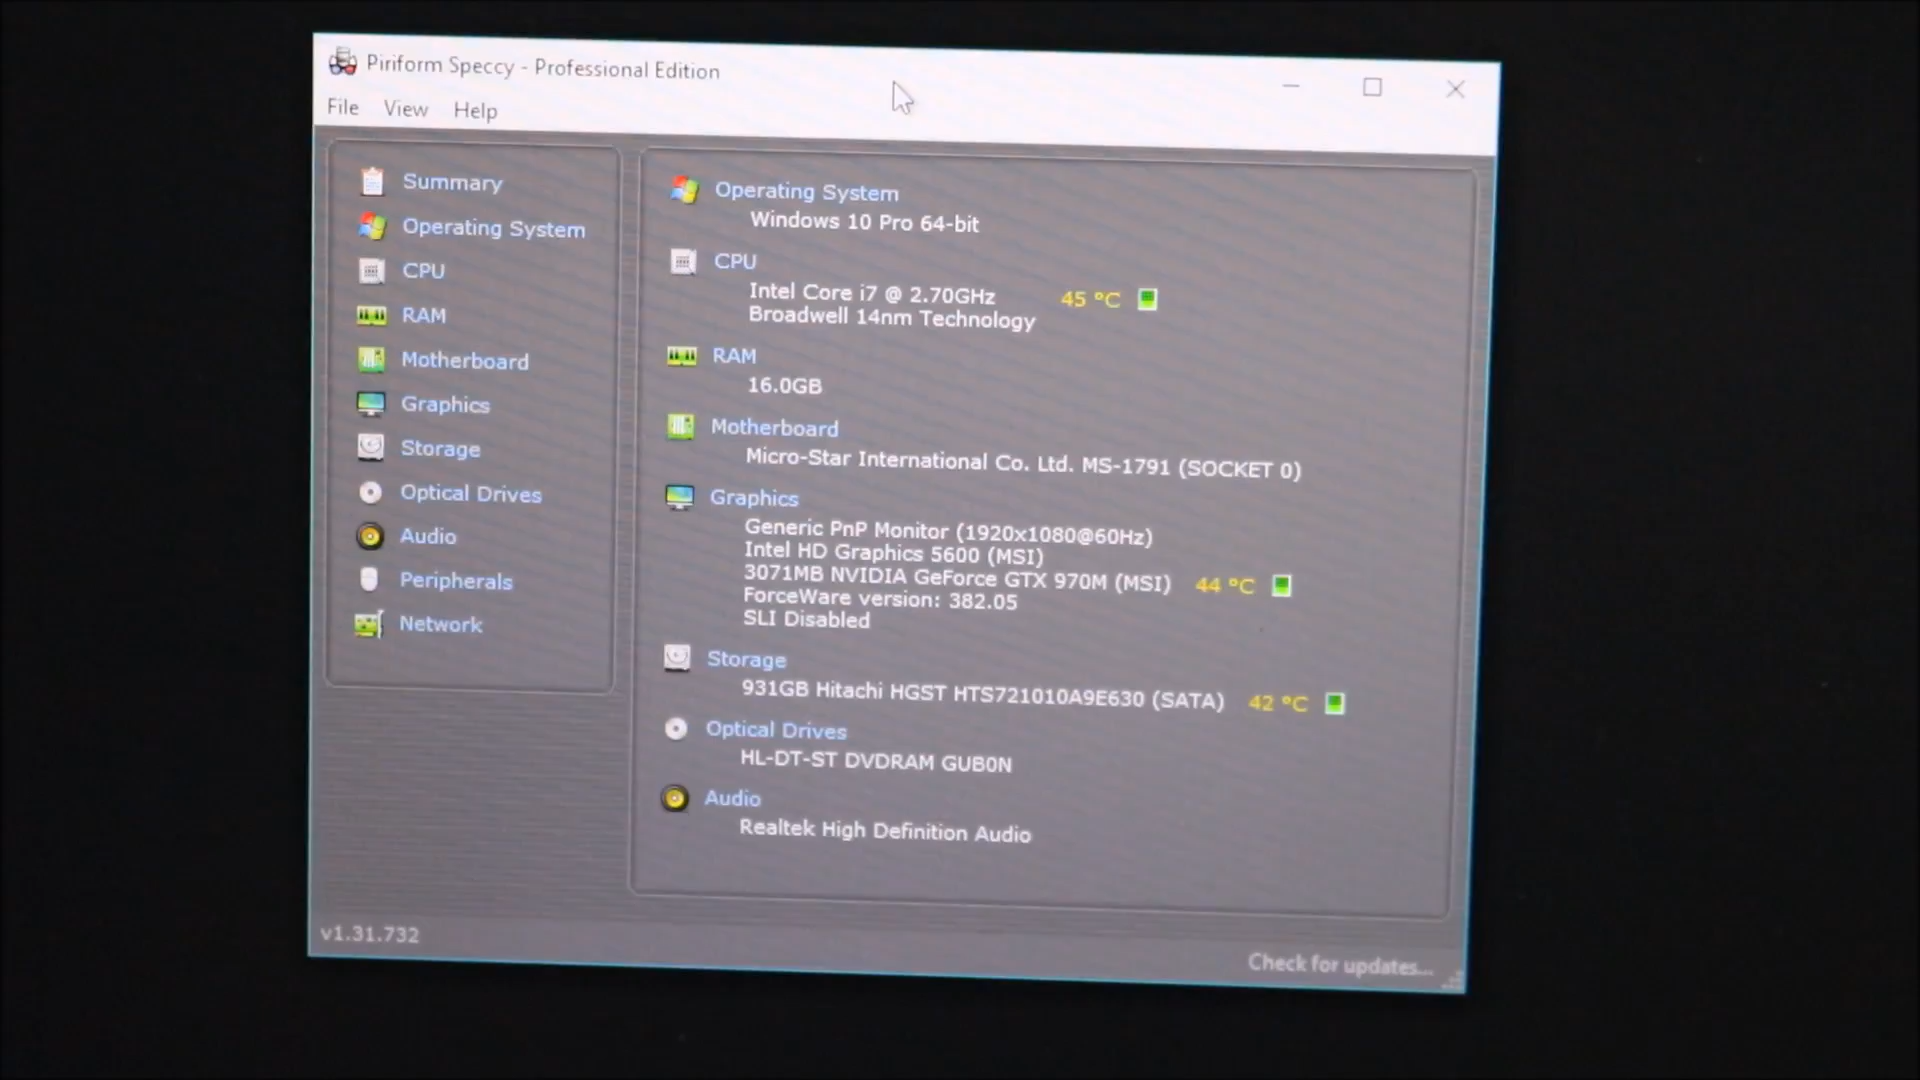 Piriform Speccy - Professional Edition
File View Help
Summary
Operating System
CPU
RAM
Motherboard
Graphics
Storage
Optical Drives
Audio
Peripherals
Network
Operating System
Windows 10 Pro 64-bit
CPU
Intel Core i7 @ 2.70GHz 45 °C
Broadwell 14nm Technology
RAM
16.0GB
Motherboard
Micro-Star International Co. Ltd. MS-1791 (SOCKET 0)
Graphics
Generic PnP Monitor (1920x1080@60Hz)
Intel HD Graphics 5600 (MSI)
3071MB NVIDIA GeForce GTX 970M (MSI) 44 °C
ForceWare version: 382.05
SLI Disabled
Storage
931GB Hitachi HGST HTS721010A9E630 (SATA) 42 °C
Optical Drives
HL-DT-ST DVDRAM GUB0N
Audio
Realtek High Definition Audio
v1.31.732
Check for updates...